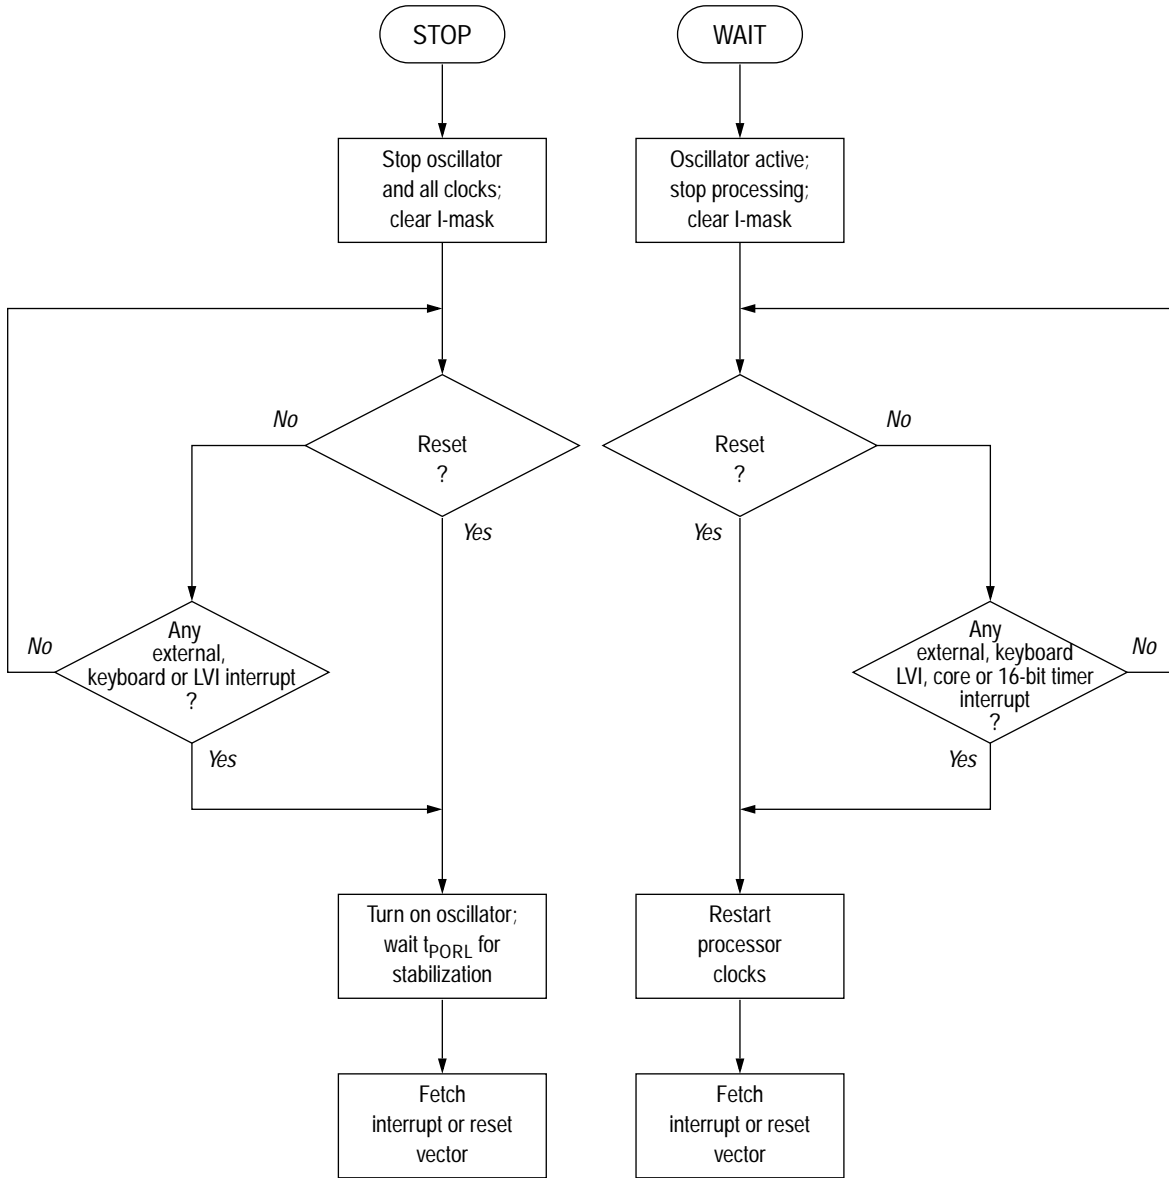 STOP
WAIT
Stop oscillator
and all clocks;
clear I-mask
Oscillator active;
stop processing;
clear I-mask
No
Reset
?
Yes
Reset
?
No
Yes
No
Any
external,
keyboard or LVI interrupt
?
Yes
Any
external, keyboard
LVI, core or 16-bit timer
interrupt
?
No
Yes
Turn on oscillator;
wait tPORL for
stabilization
Restart
processor
clocks
Fetch
interrupt or reset
vector
Fetch
interrupt or reset
vector